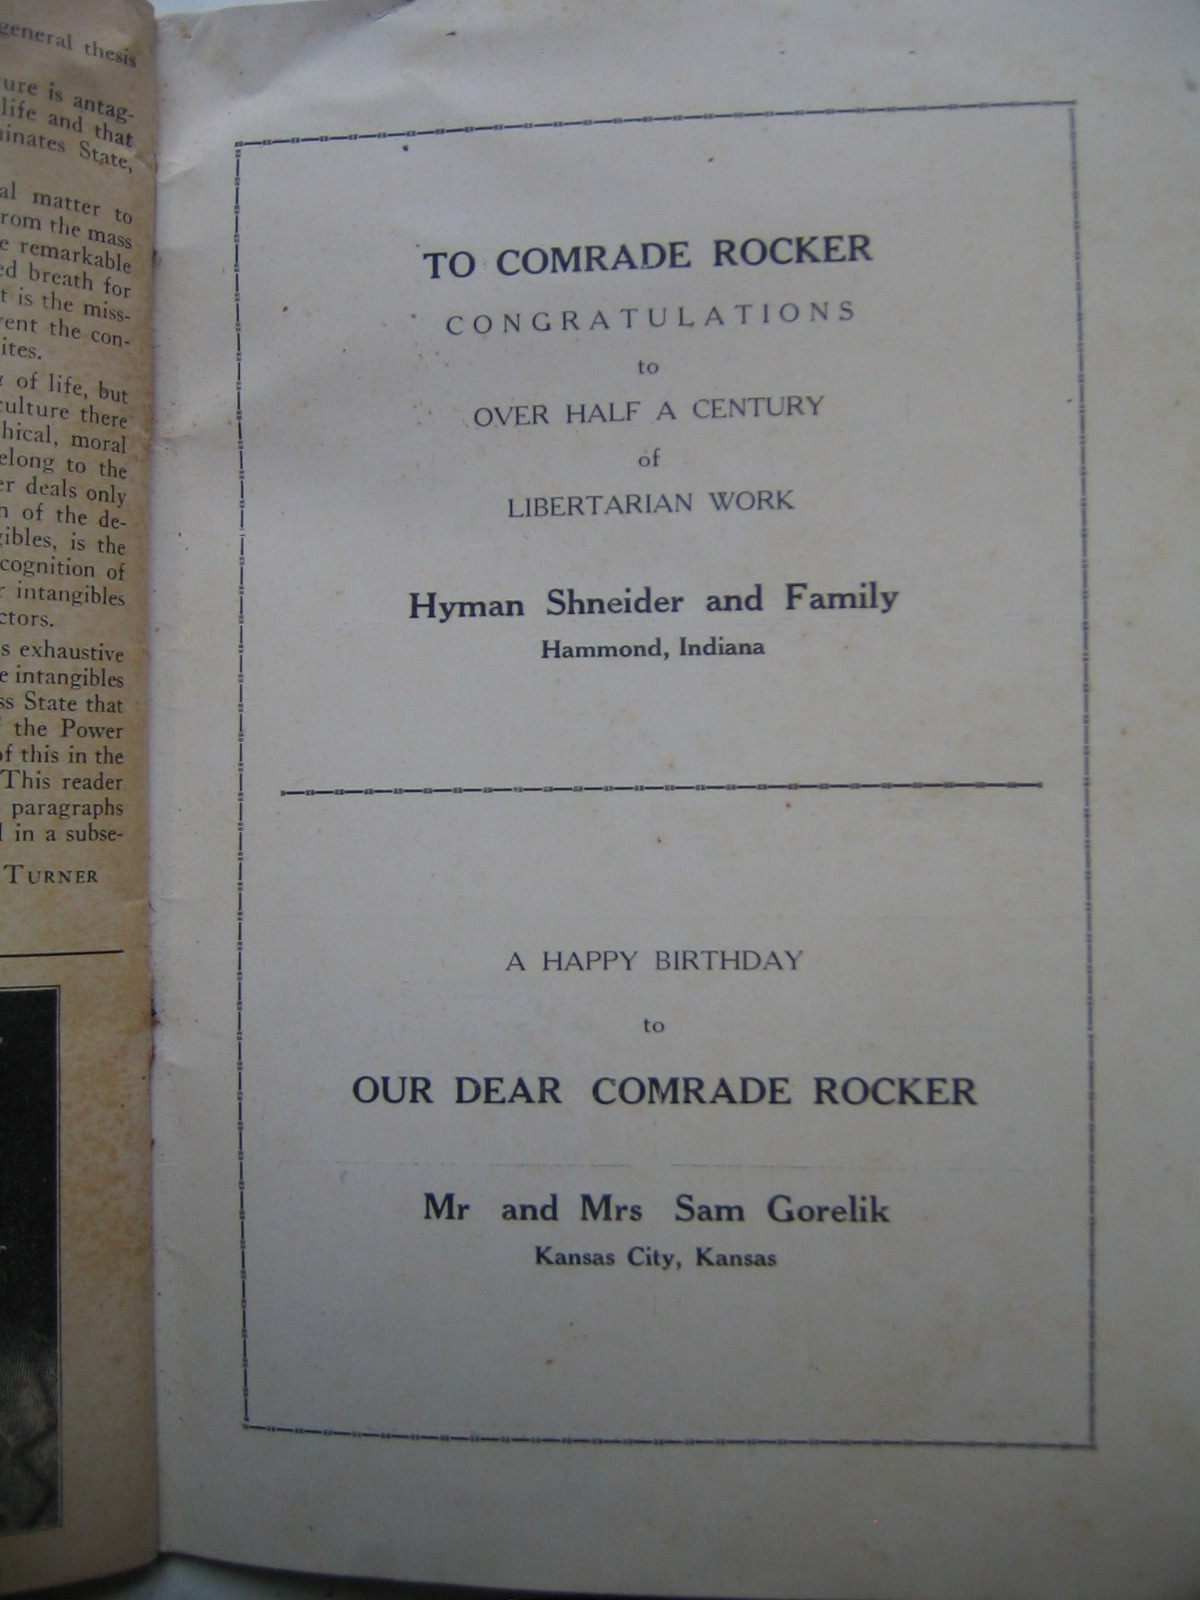 general thesis
ure is antag-
life and that
inates State,
al matter to
rom the mass
e remarkable
ed breath for
t is the miss-
vent the con-
ites.
of life, but
culture there
hical, moral
elong to the
er deals only
n of the de-
gibles, is the
cognition of
r intangibles
ctors.
s exhaustive
e intangibles
ss State that
the Power
of this in the
This reader
paragraphs
l in a subse-
TURNER
TO COMRADE ROCKER
CONGRATULATIONS
to
OVER HALF A CENTURY
of
LIBERTARIAN WORK
Hyman Shneider and Family
Hammond, Indiana
A HAPPY BIRTHDAY
to
OUR DEAR COMRADE ROCKER
Mr and Mrs Sam Gorelik
Kansas City, Kansas